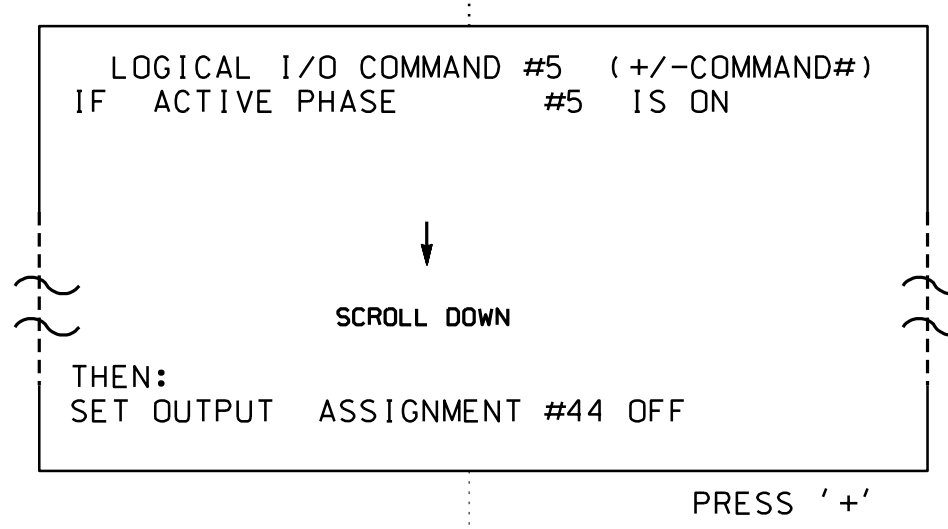 LOGICAL I/O COMMAND #5 (+/-COMMAND#)
IF ACTIVE PHASE #5 IS ON
SCROLL DOWN
THEN:
SET OUTPUT ASSIGNMENT #44 OFF
PRESS '+'